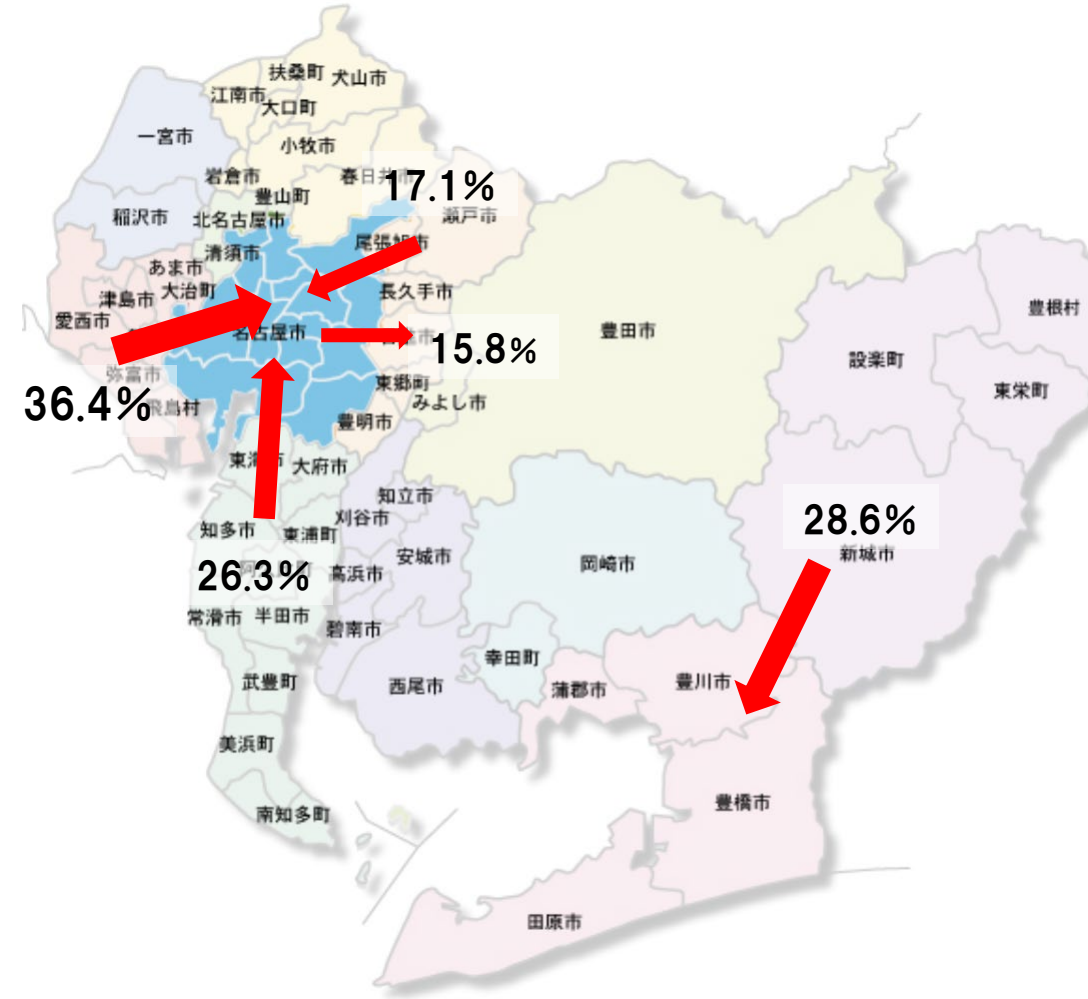 扶桑町
犬山市
江南市
大口町
一宮市
小牧市
岩倉市
春日井市
17.1%
豊山町
稲沢市
北名古屋市
瀬戸市
尾張旭市
清須市
あま市
大治町
長久手市
津島市
愛西市
豊根村
名古屋市
豊田市
15.8%
設楽町
弥富市
東郷町
東栄町
36.4%
飛島村
みよし市
豊明市
大府市
知立市
刈谷市
28.6%
知多市
東浦町
安城市
新城市
岡崎市
26.3%
高浜市
常滑市
半田市
碧南市
幸田町
武豊町
西尾市
蒲郡市
豊川市
美浜町
豊橋市
南知多町
田原市